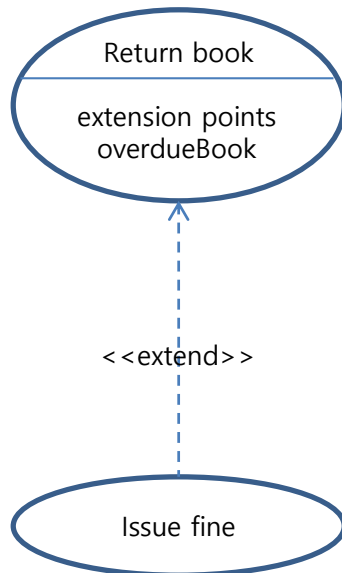 Return book
extension points
overdueBook
<<extend>>
Issue fine